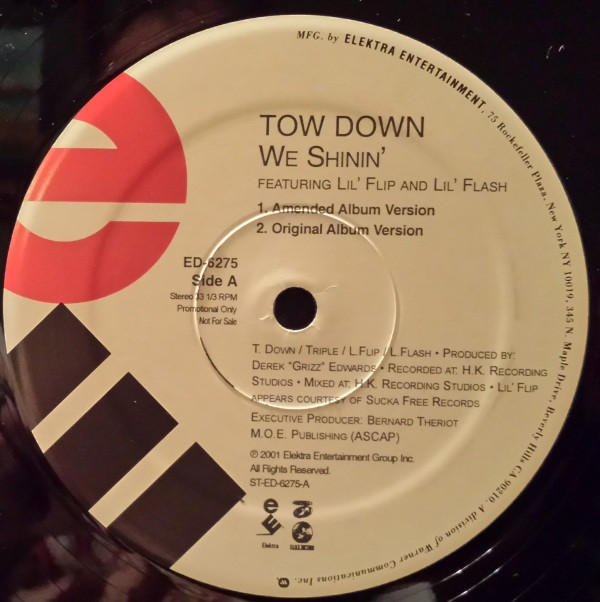 MFG. by ELEKTRA ENTERTAINMENT, 75 Rockefeller Plaza, New York NY 10019, 345 N. Maple Drive, Beverly Hills CA 90210. A division of Warner Communications Inc.
TOW DOWN
WE SHININ'
FEATURING LIL' FLIP AND LIL' FLASH
1. Amended Album Version
2. Original Album Version
ED-6275
Side A
Stereo 33 1/3 RPM
Promotional Only
Not For Sale
T. DOWN / TRIPLE / L.FLIP / L.FLASH • PRODUCED BY:
DEREK "GRIZZ" EDWARDS • RECORDED AT: H.K. RECORDING
STUDIOS • MIXED AT: H.K. RECORDING STUDIOS • LIL' FLIP
APPEARS COURTESY OF SUCKA FREE RECORDS
EXECUTIVE PRODUCER: BERNARD THERIOT
M.O.E. PUBLISHING (ASCAP)
℗ 2001 Elektra Entertainment Group Inc.
All Rights Reserved.
ST-ED-6275-A
Elektra